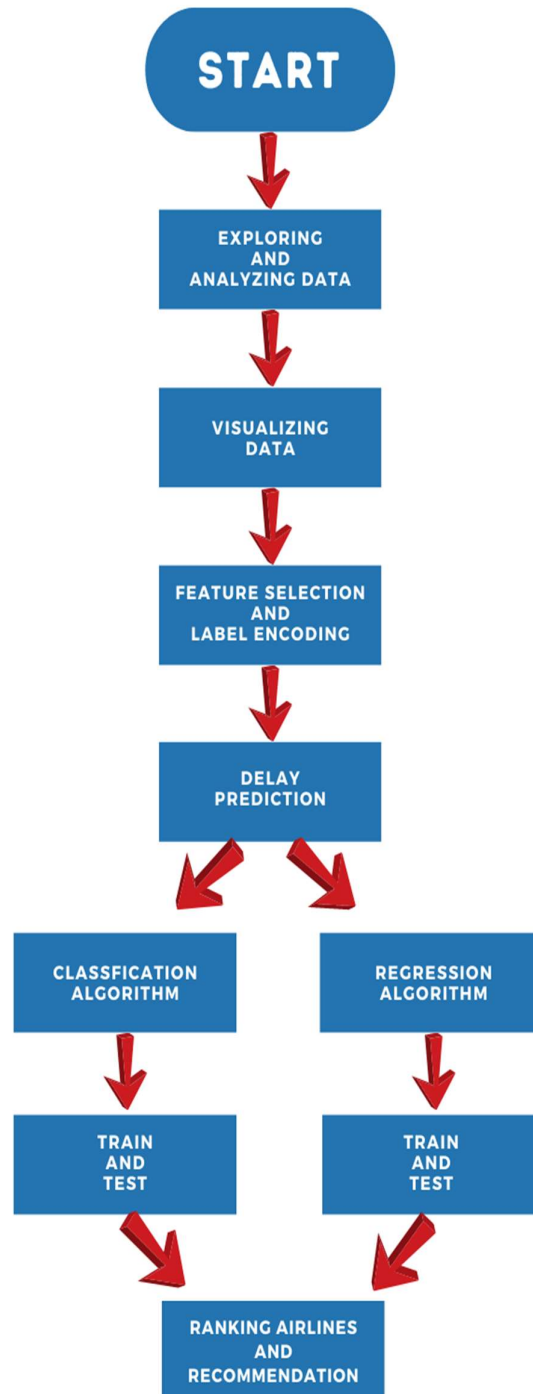 START
EXPLORING
AND
ANALYZING DATA
VISUALIZING
DATA
FEATURE SELECTION
AND
LABEL ENCODING
DELAY
PREDICTION
CLASSFICATION
ALGORITHM
REGRESSION
ALGORITHM
TRAIN
AND
TEST
TRAIN
AND
TEST
RANKING AIRLINES
AND
RECOMMENDATION